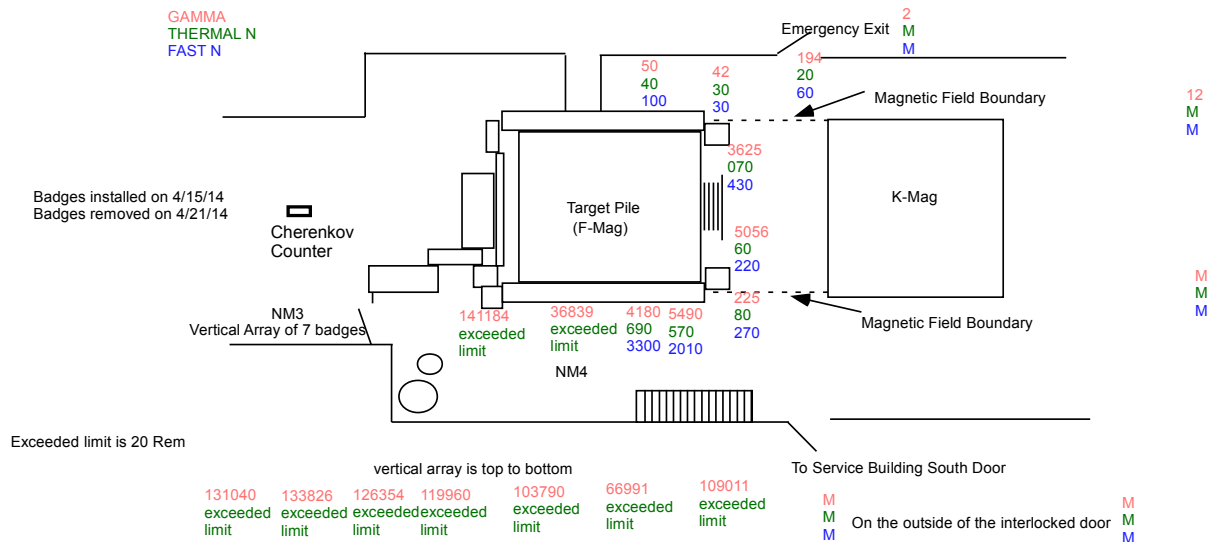 GAMMA
THERMAL N
FAST N
2
M
M
Emergency Exit
50
40
100
42
30
30
194
20
60
Magnetic Field Boundary
12
M
M
3625
070
430
Badges installed on 4/15/14
Badges removed on 4/21/14
Cherenkov
Counter
Target Pile
(F-Mag)
K-Mag
5056
60
220
M
M
M
NM3
Vertical Array of 7 badges
141184
exceeded
limit
36839
exceeded
limit
4180
690
3300
5490
570
2010
225
80
270
Magnetic Field Boundary
NM4
Exceeded limit is 20 Rem
To Service Building South Door
vertical array is top to bottom
131040
exceeded
limit
133826
exceeded
limit
126354
exceeded
limit
119960
exceeded
limit
103790
exceeded
limit
66991
exceeded
limit
109011
exceeded
limit
M
M
M
On the outside of the interlocked door
M
M
M